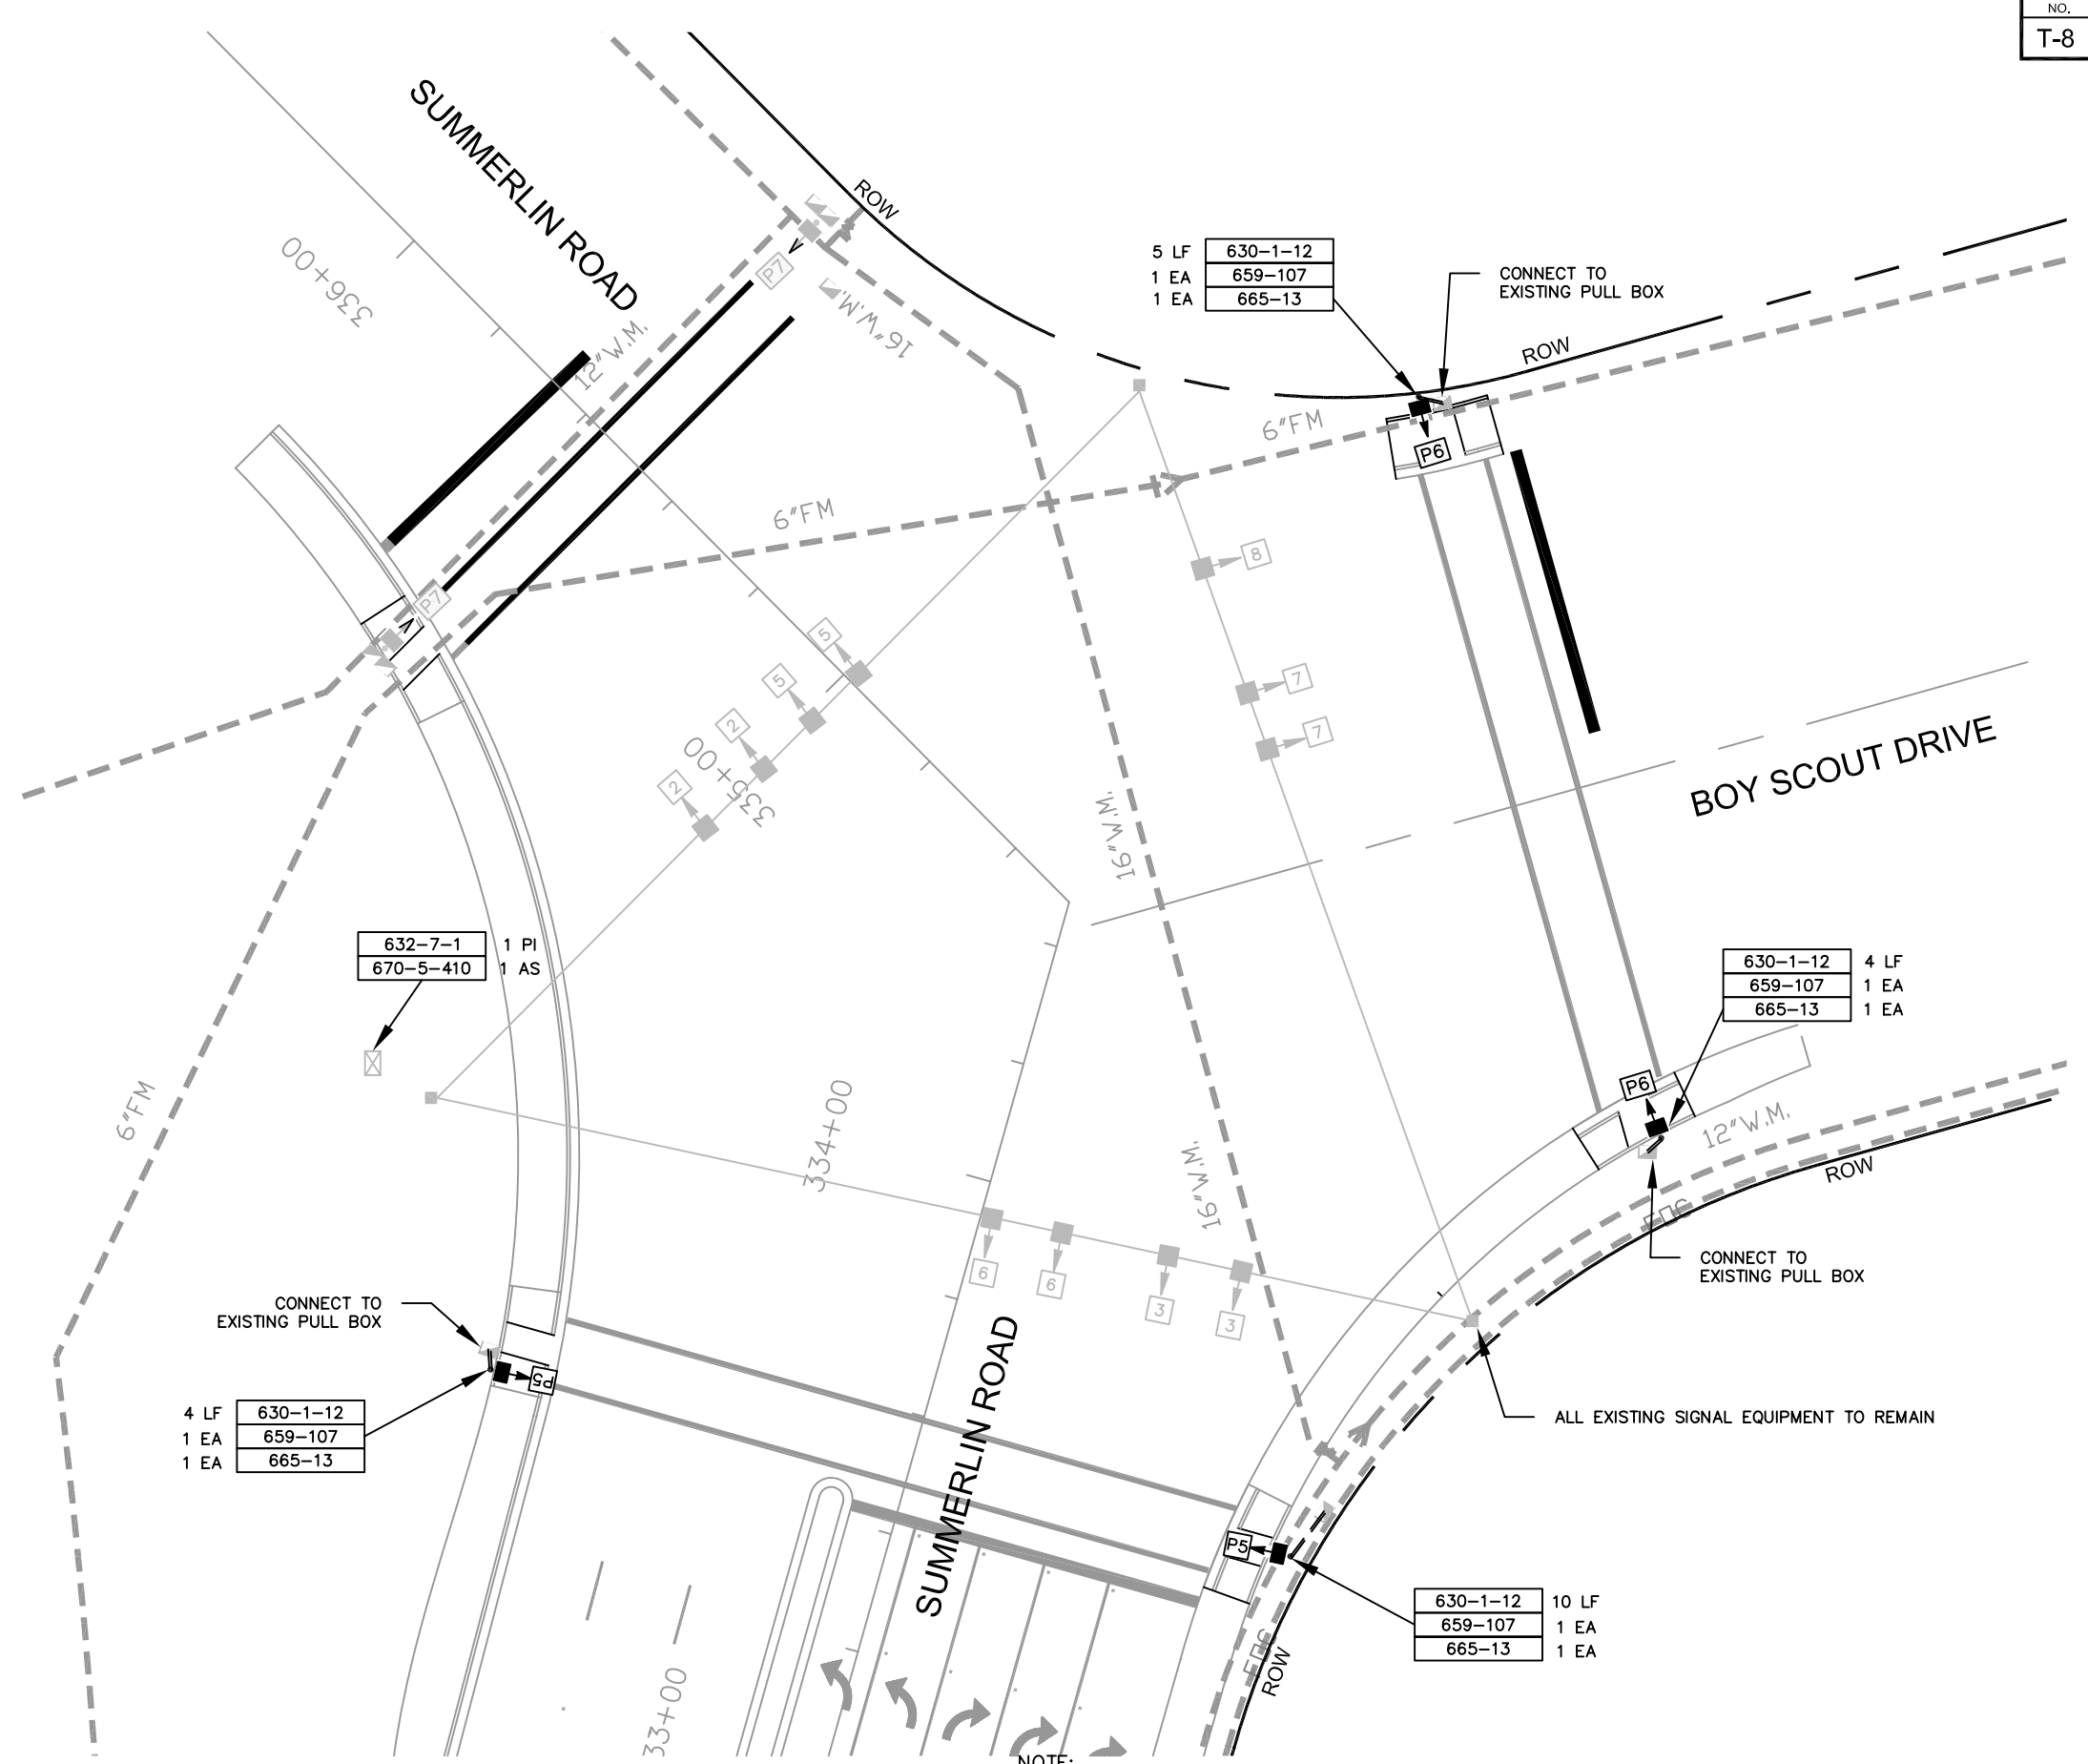 NO.
T-8
SUMMERLIN ROAD
336+00
ROW
P7
12"W.M.
16"W.M.
5 LF 630-1-12
1 EA 659-107
1 EA 665-13
CONNECT TO
EXISTING PULL BOX
ROW
6"FM
P6
6"FM
8
P7
5
5
7
2
7
2
335+00
BOY SCOUT DRIVE
16"W.M.
632-7-1 1 PI
670-5-410 1 AS
630-1-12 4 LF
659-107 1 EA
665-13 1 EA
6"FM
334+00
P6
12"W.M.
16"W.M.
ROW
6
6
3
3
CONNECT TO
EXISTING PULL BOX
CONNECT TO
EXISTING PULL BOX
P5
4 LF 630-1-12
1 EA 659-107
1 EA 665-13
ALL EXISTING SIGNAL EQUIPMENT TO REMAIN
SUMMERLIN ROAD
P5
630-1-12 10 LF
659-107 1 EA
665-13 1 EA
ROW
33+00
NOTE: